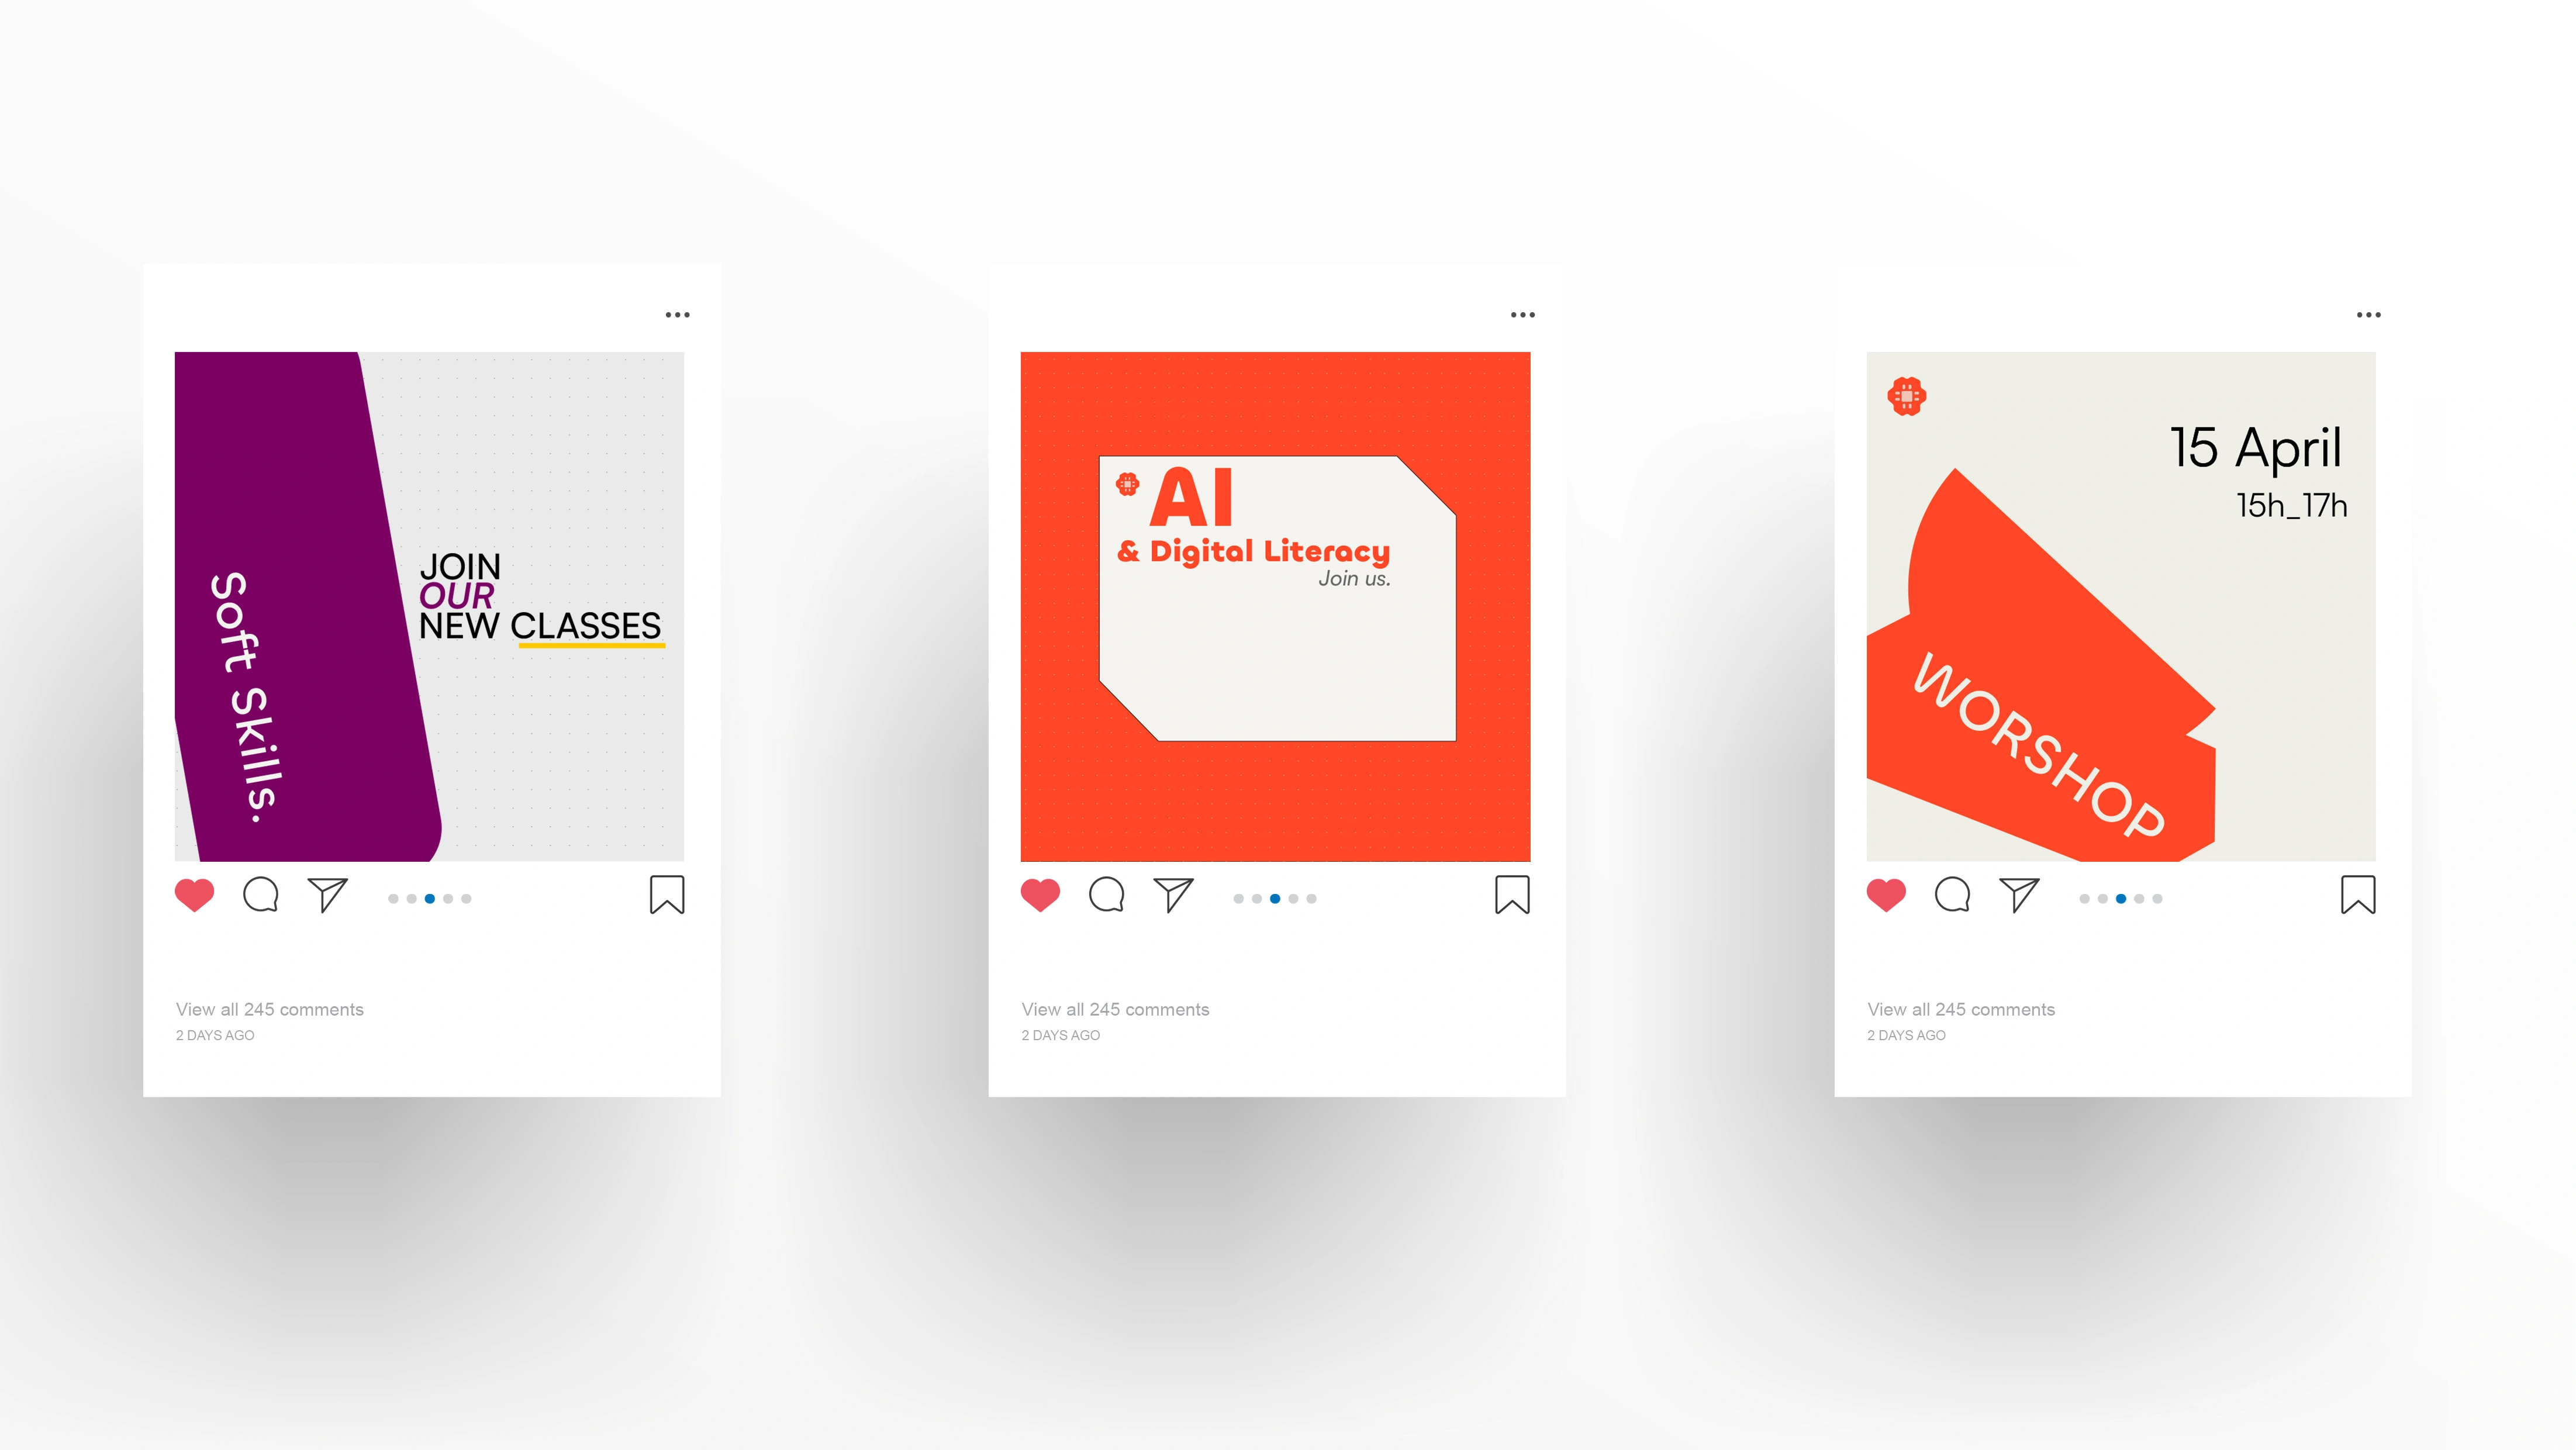 Soft Skills.
JOIN
OUR
NEW CLASSES
View all 245 comments
2 DAYS AGO
AI
& Digital Literacy
Join us.
View all 245 comments
2 DAYS AGO
15 April
15h_17h
WORSHOP
View all 245 comments
2 DAYS AGO